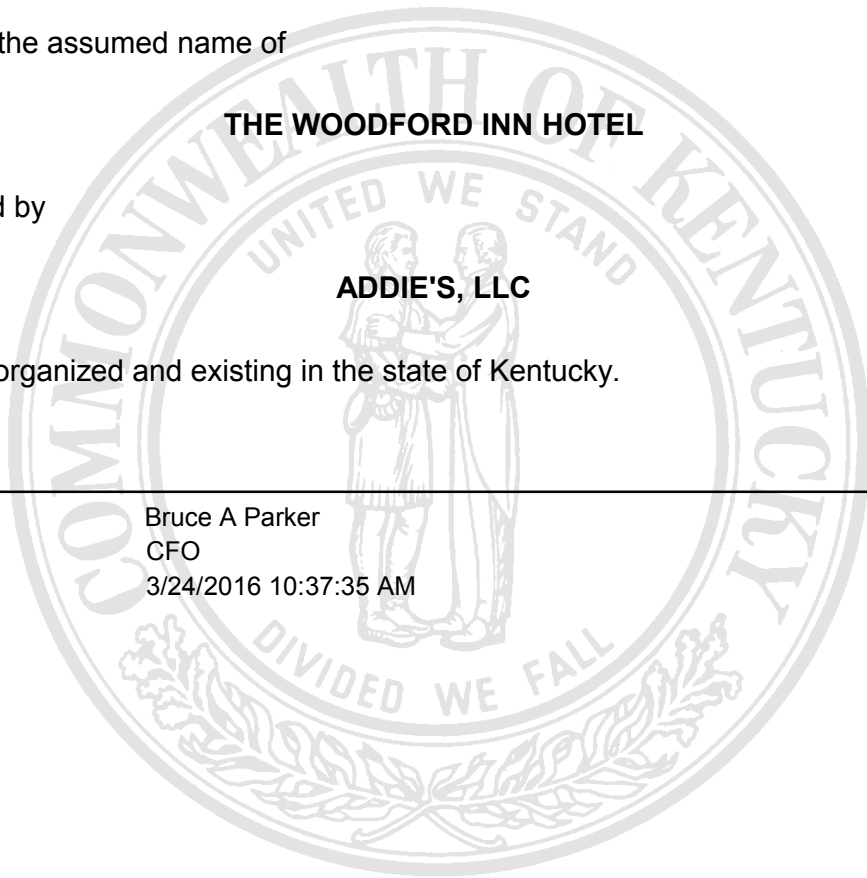 the assumed name of
THE WOODFORD INN HOTEL
d by
ADDIE'S, LLC
organized and existing in the state of Kentucky.
Bruce A Parker
CFO
3/24/2016 10:37:35 AM
COMMONWEALTH OF KENTUCKY
UNITED WE STAND
DIVIDED WE FALL